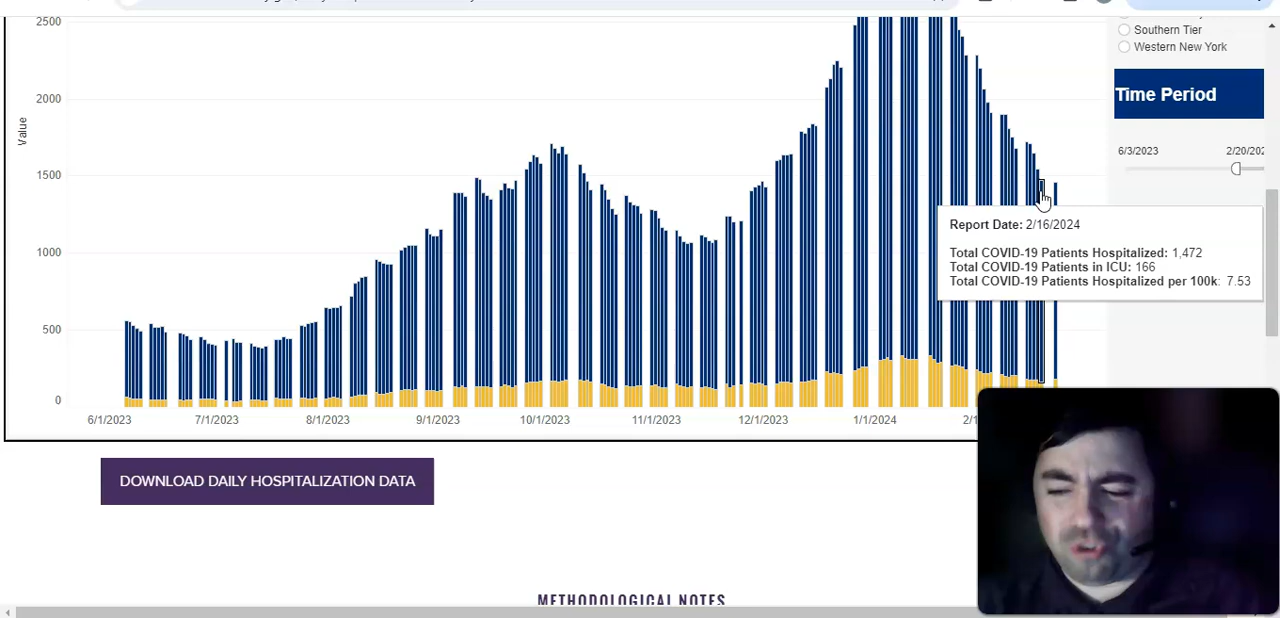 2500
2000
1500
1000
500
0
Value
6/1/2023
7/1/2023
8/1/2023
9/1/2023
10/1/2023
11/1/2023
12/1/2023
1/1/2024
Southern Tier
Western New York
Time Period
6/3/2023
Report Date: 2/16/2024
Total COVID-19 Patients Hospitalized: 1,472
Total COVID-19 Patients in ICU: 166
Total COVID-19 Patients Hospitalized per 100k: 7.53
DOWNLOAD DAILY HOSPITALIZATION DATA
METHODOLOGICAL NOTES